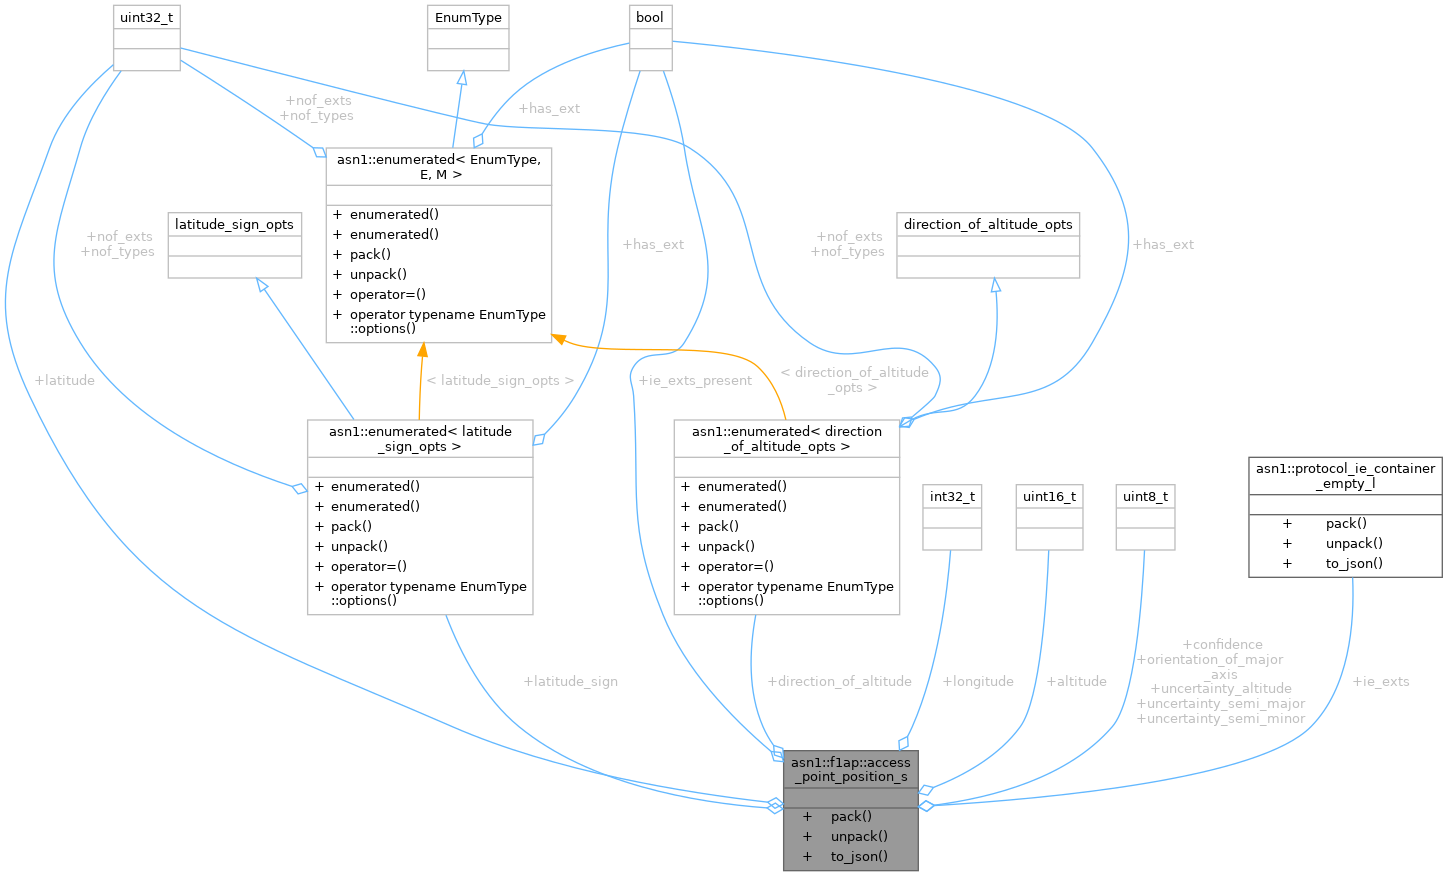 uint32_t
EnumType
bool
+nof_exts
+nof_types
+has_ext
asn1::enumerated< EnumType,
E, M >
+ enumerated()
+ enumerated()
+ pack()
+ unpack()
+ operator=()
+ operator typename EnumType
::options()
latitude_sign_opts
+nof_exts
+nof_types
+has_ext
+nof_exts
+nof_types
direction_of_altitude_opts
+has_ext
+latitude
< latitude_sign_opts >
+ie_exts_present
< direction_of_altitude
_opts >
asn1::enumerated< latitude
_sign_opts >
+ enumerated()
+ enumerated()
+ pack()
+ unpack()
+ operator=()
+ operator typename EnumType
::options()
asn1::enumerated< direction
_of_altitude_opts >
+ enumerated()
+ enumerated()
+ pack()
+ unpack()
+ operator=()
+ operator typename EnumType
::options()
int32_t
uint16_t
uint8_t
asn1::protocol_ie_container
_empty_l
+ pack()
+ unpack()
+ to_json()
+latitude_sign
+direction_of_altitude
+longitude
+altitude
+confidence
+orientation_of_major
_axis
+uncertainty_altitude
+uncertainty_semi_major
+uncertainty_semi_minor
+ie_exts
asn1::f1ap::access
_point_position_s
+ pack()
+ unpack()
+ to_json()